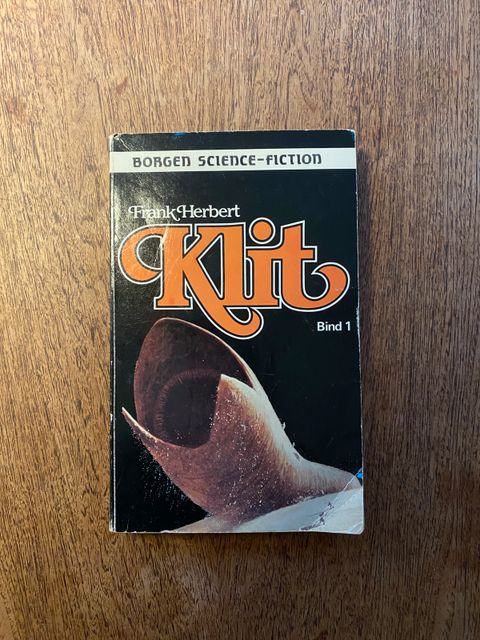 BORGEN SCIENCE-FICTION
Frank Herbert
Klit
Bind 1